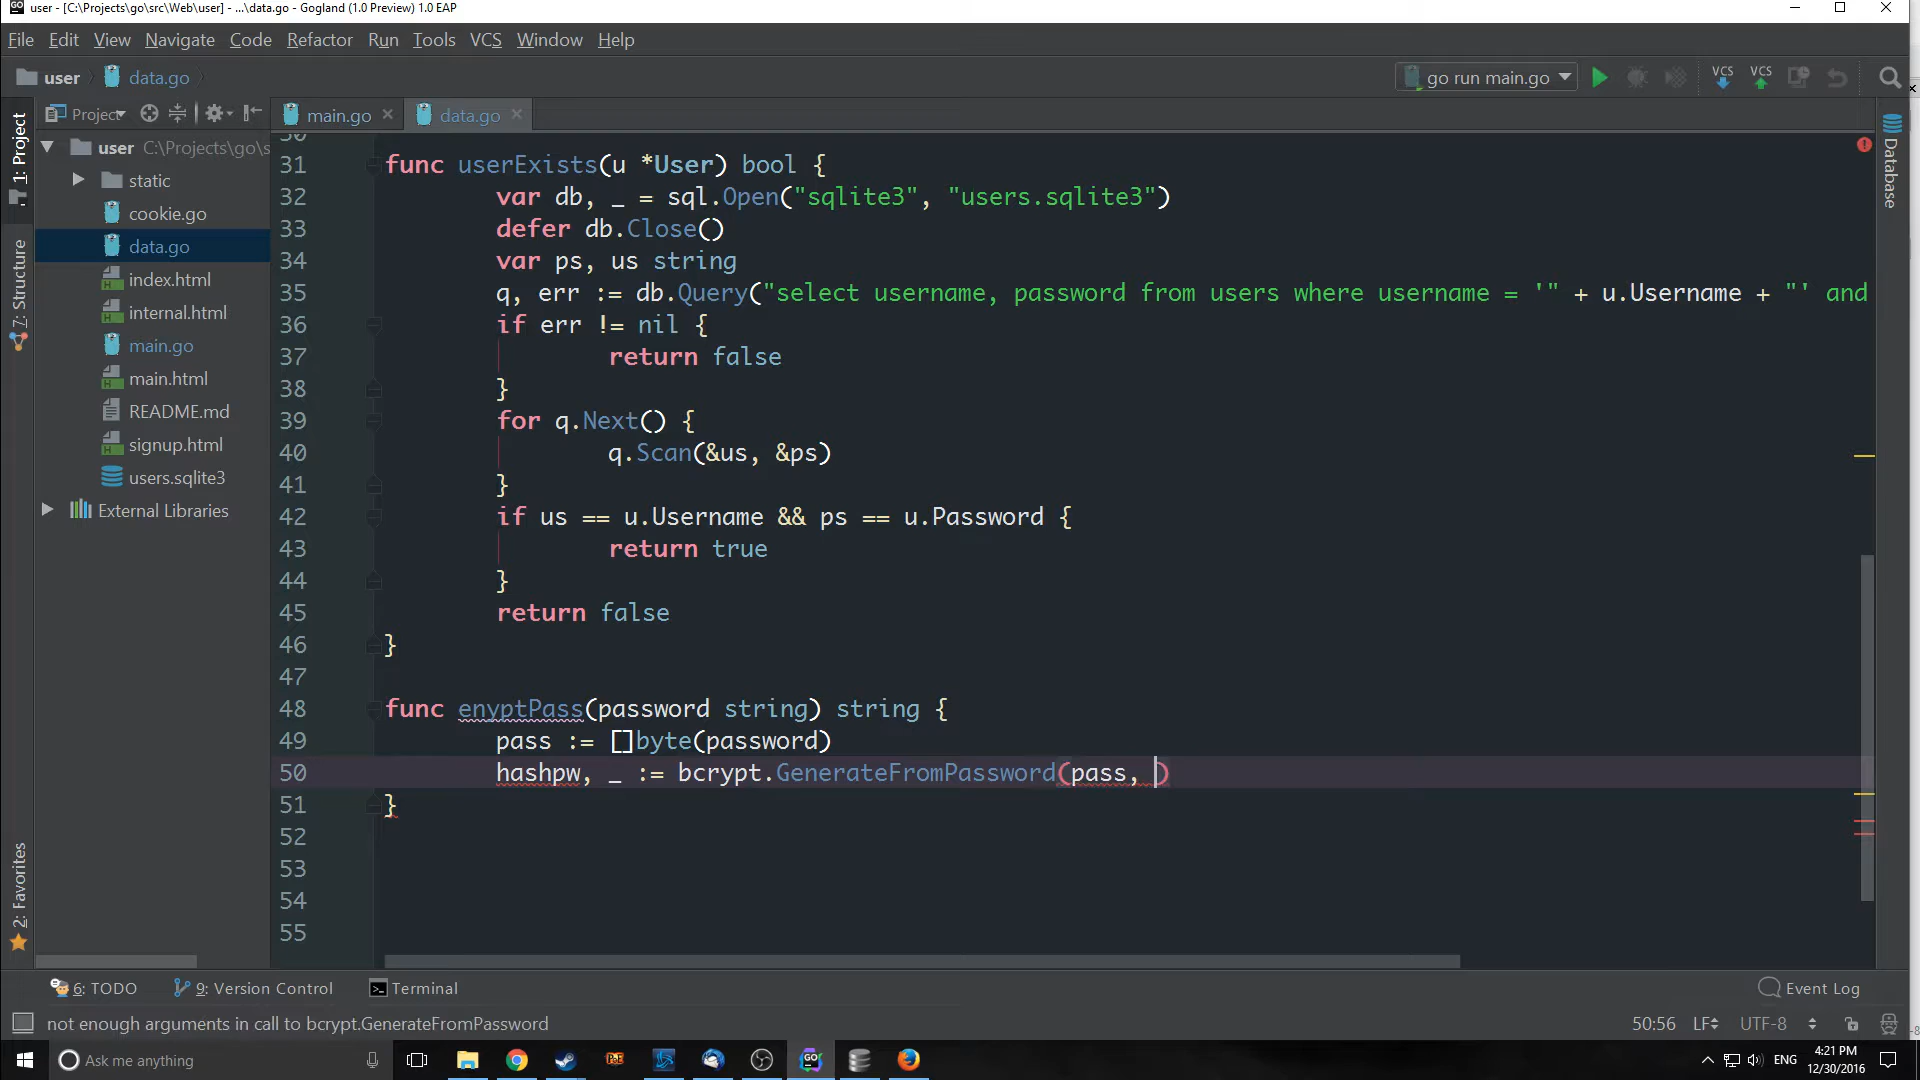 user - [C:\Projects\go\src\Web\user] - ...\data.go - Gogland (1.0 Preview) 1.0 EAP
File Edit View Navigate Code Refactor Run Tools VCS Window Help
user data.go go run main.go VCS VCS
Project main.go data.go
1: Project
7: Structure
2: Favorites
Database
user C:\Projects\go\s
static
cookie.go
data.go
index.html
internal.html
main.go
main.html
README.md
signup.html
users.sqlite3
External Libraries
30
31 func userExists(u *User) bool {
32 var db, _ = sql.Open("sqlite3", "users.sqlite3")
33 defer db.Close()
34 var ps, us string
35 q, err := db.Query("select username, password from users where username = '" + u.Username + "' and
36 if err != nil {
37 return false
38 }
39 for q.Next() {
40 q.Scan(&us, &ps)
41 }
42 if us == u.Username && ps == u.Password {
43 return true
44 }
45 return false
46 }
47
48 func enyptPass(password string) string {
49 pass := []byte(password)
50 hashpw, _ := bcrypt.GenerateFromPassword(pass, )
51 }
52
53
54
55
6: TODO 9: Version Control Terminal Event Log
not enough arguments in call to bcrypt.GenerateFromPassword 50:56 LF UTF-8
Ask me anything ENG 4:21 PM
12/30/2016